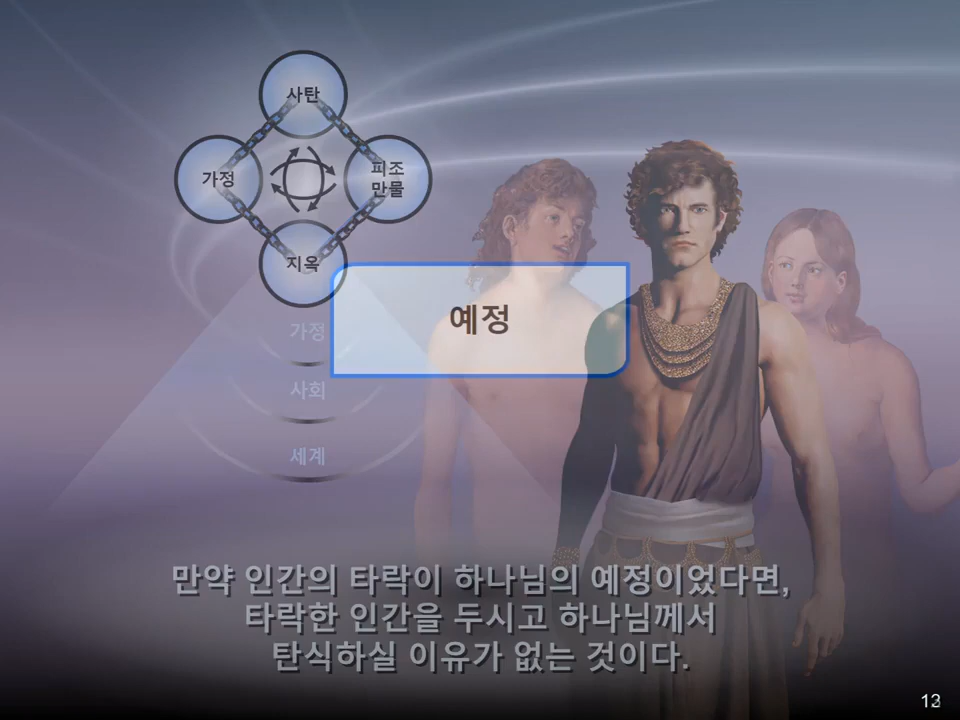 사탄
가정
피조
만물
지옥
가정
사회
세계
예정
만약 인간의 타락이 하나님의 예정이었다면,
타락한 인간을 두시고 하나님께서
탄식하실 이유가 없는 것이다.